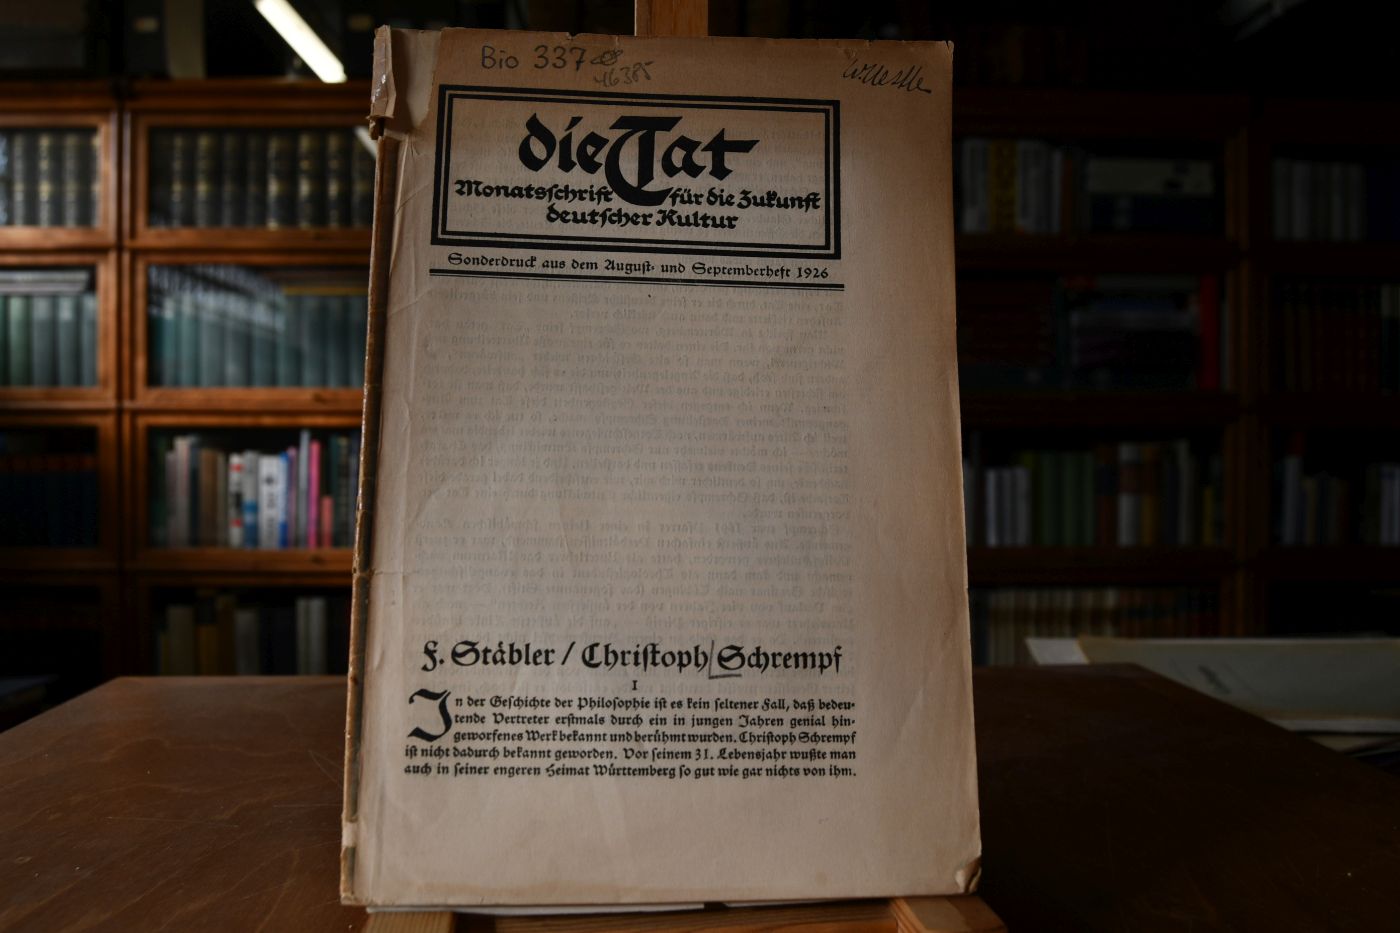 Bio 337
46385
W. Nestle
die Tat
Monatsschrift für die Zukunft
deutscher Kultur
Sonderdruck aus dem August- und Septemberheft 1926
F. Stäbler / Christoph Schrempf
I
In der Geschichte der Philosophie ist es kein seltener Fall, daß bedeu-
tende Vertreter erstmals durch ein in jungen Jahren genial hin-
geworfenes Werk bekannt und berühmt wurden. Christoph Schrempf
ist nicht dadurch bekannt geworden. Vor seinem 31. Lebensjahr wußte man
auch in seiner engeren Heimat Württemberg so gut wie gar nichts von ihm.